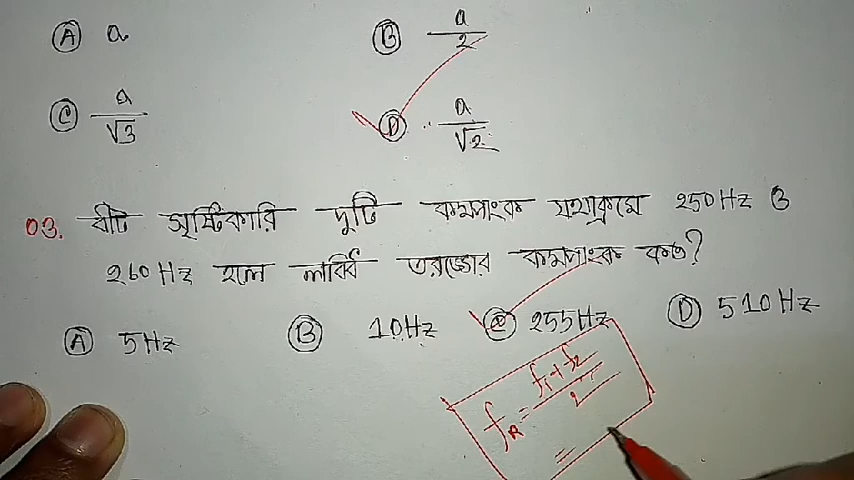 Ⓐ a Ⓑ a/2
Ⓒ a/√3 Ⓓ a/√2
03. বীট সৃষ্টিকারি দুটি কম্পাংক যথাক্রমে 250Hz ও
260Hz হলে লব্ধি তরঙ্গের কম্পাংক কত?
Ⓐ 5Hz Ⓑ 10Hz Ⓒ 255Hz Ⓓ 510Hz
f_R = (f₁+f₂)/2
=